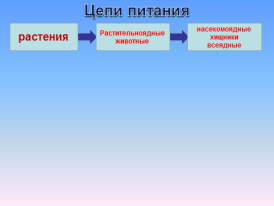 Цепи питания
растения
Растительноядные
животные
насекомоядные
хищники
всеядные